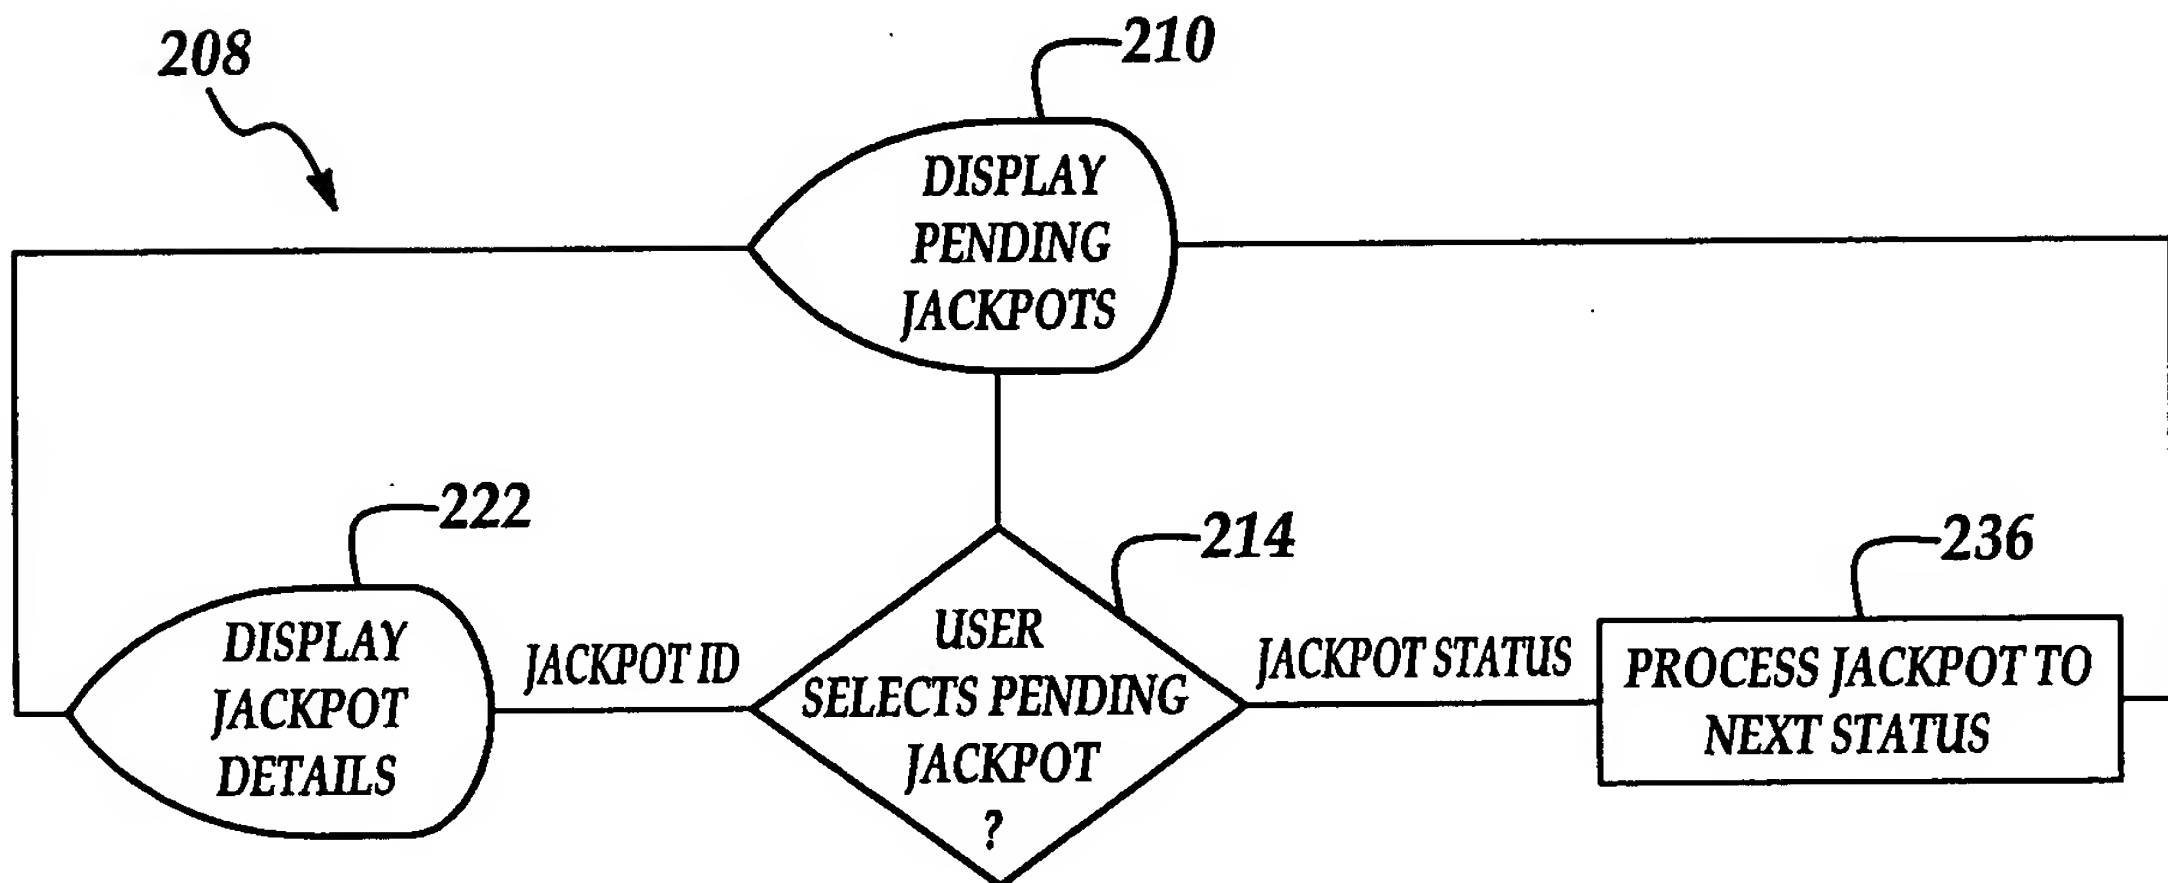 208
210
DISPLAY
PENDING
JACKPOTS
222
DISPLAY
JACKPOT
DETAILS
JACKPOT ID
214
USER
SELECTS PENDING
JACKPOT
?
JACKPOT STATUS
236
PROCESS JACKPOT TO
NEXT STATUS